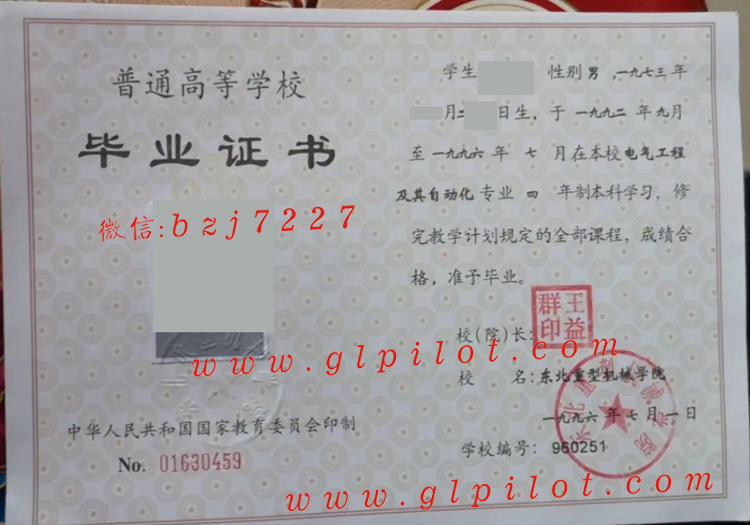 普通高等学校
毕业证书
微信:bzj7227
中华人民共和国国家教育委员会印制
No. 01630459
学生 性别 男 ,一九七三年
月二 日生，于 一九九二 年九月
至一九九六年 七 月在本校电气工程
及其自动化专业 四 年制本科学习，修
完教学计划规定的全部课程，成绩合
格，准予毕业。
校(院)长:
王益
群印
校 名:东北重型机械学院
一九九六年七月一日
学校编号: 960251
www.glpilot.com
www.glpilot.com